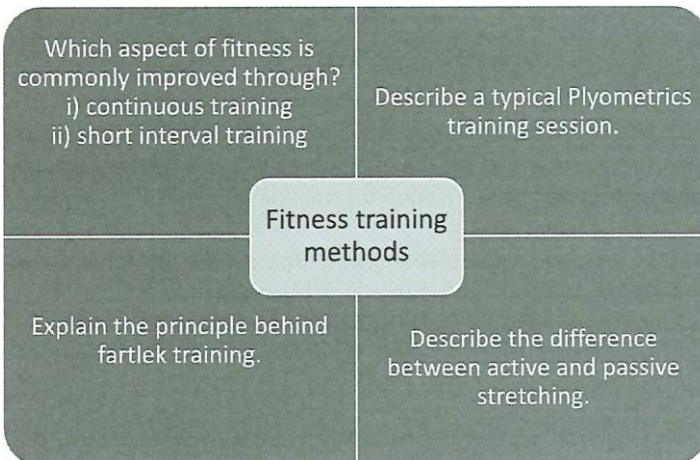 Which aspect of fitness is
commonly improved through?
i) continuous training
ii) short interval training
Describe a typical Plyometrics
training session.
Fitness training
methods
Explain the principle behind
fartlek training.
Describe the difference
between active and passive
stretching.